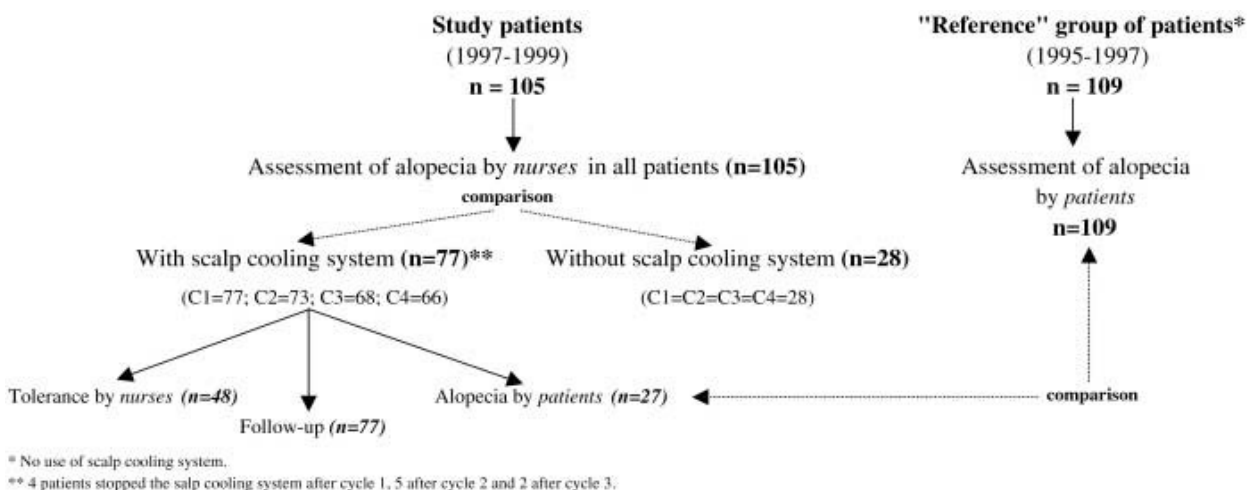 Study patients
(1997-1999)
n = 105
"Reference" group of patients*
(1995-1997)
n = 109
Assessment of alopecia by nurses in all patients (n=105)
comparison
Assessment of alopecia
by patients
n=109
With scalp cooling system (n=77)**
Without scalp cooling system (n=28)
(C1=77; C2=73; C3=68; C4=66)
(C1=C2=C3=C4=28)
Tolerance by nurses (n=48)
Follow-up (n=77)
Alopecia by patients (n=27)
comparison
* No use of scalp cooling system.
** 4 patients stopped the salp cooling system after cycle 1, 5 after cycle 2 and 2 after cycle 3.